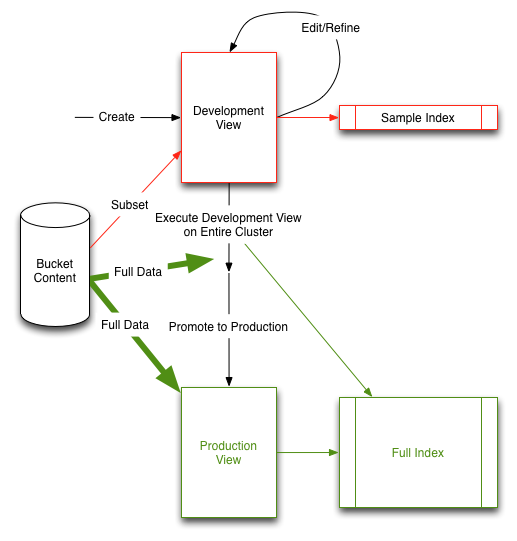 Edit/Refine
Development
View
Create
Sample Index
Subset
Execute Development View
on Entire Cluster
Bucket
Content
Full Data
Full Data
Promote to Production
Production
View
Full Index